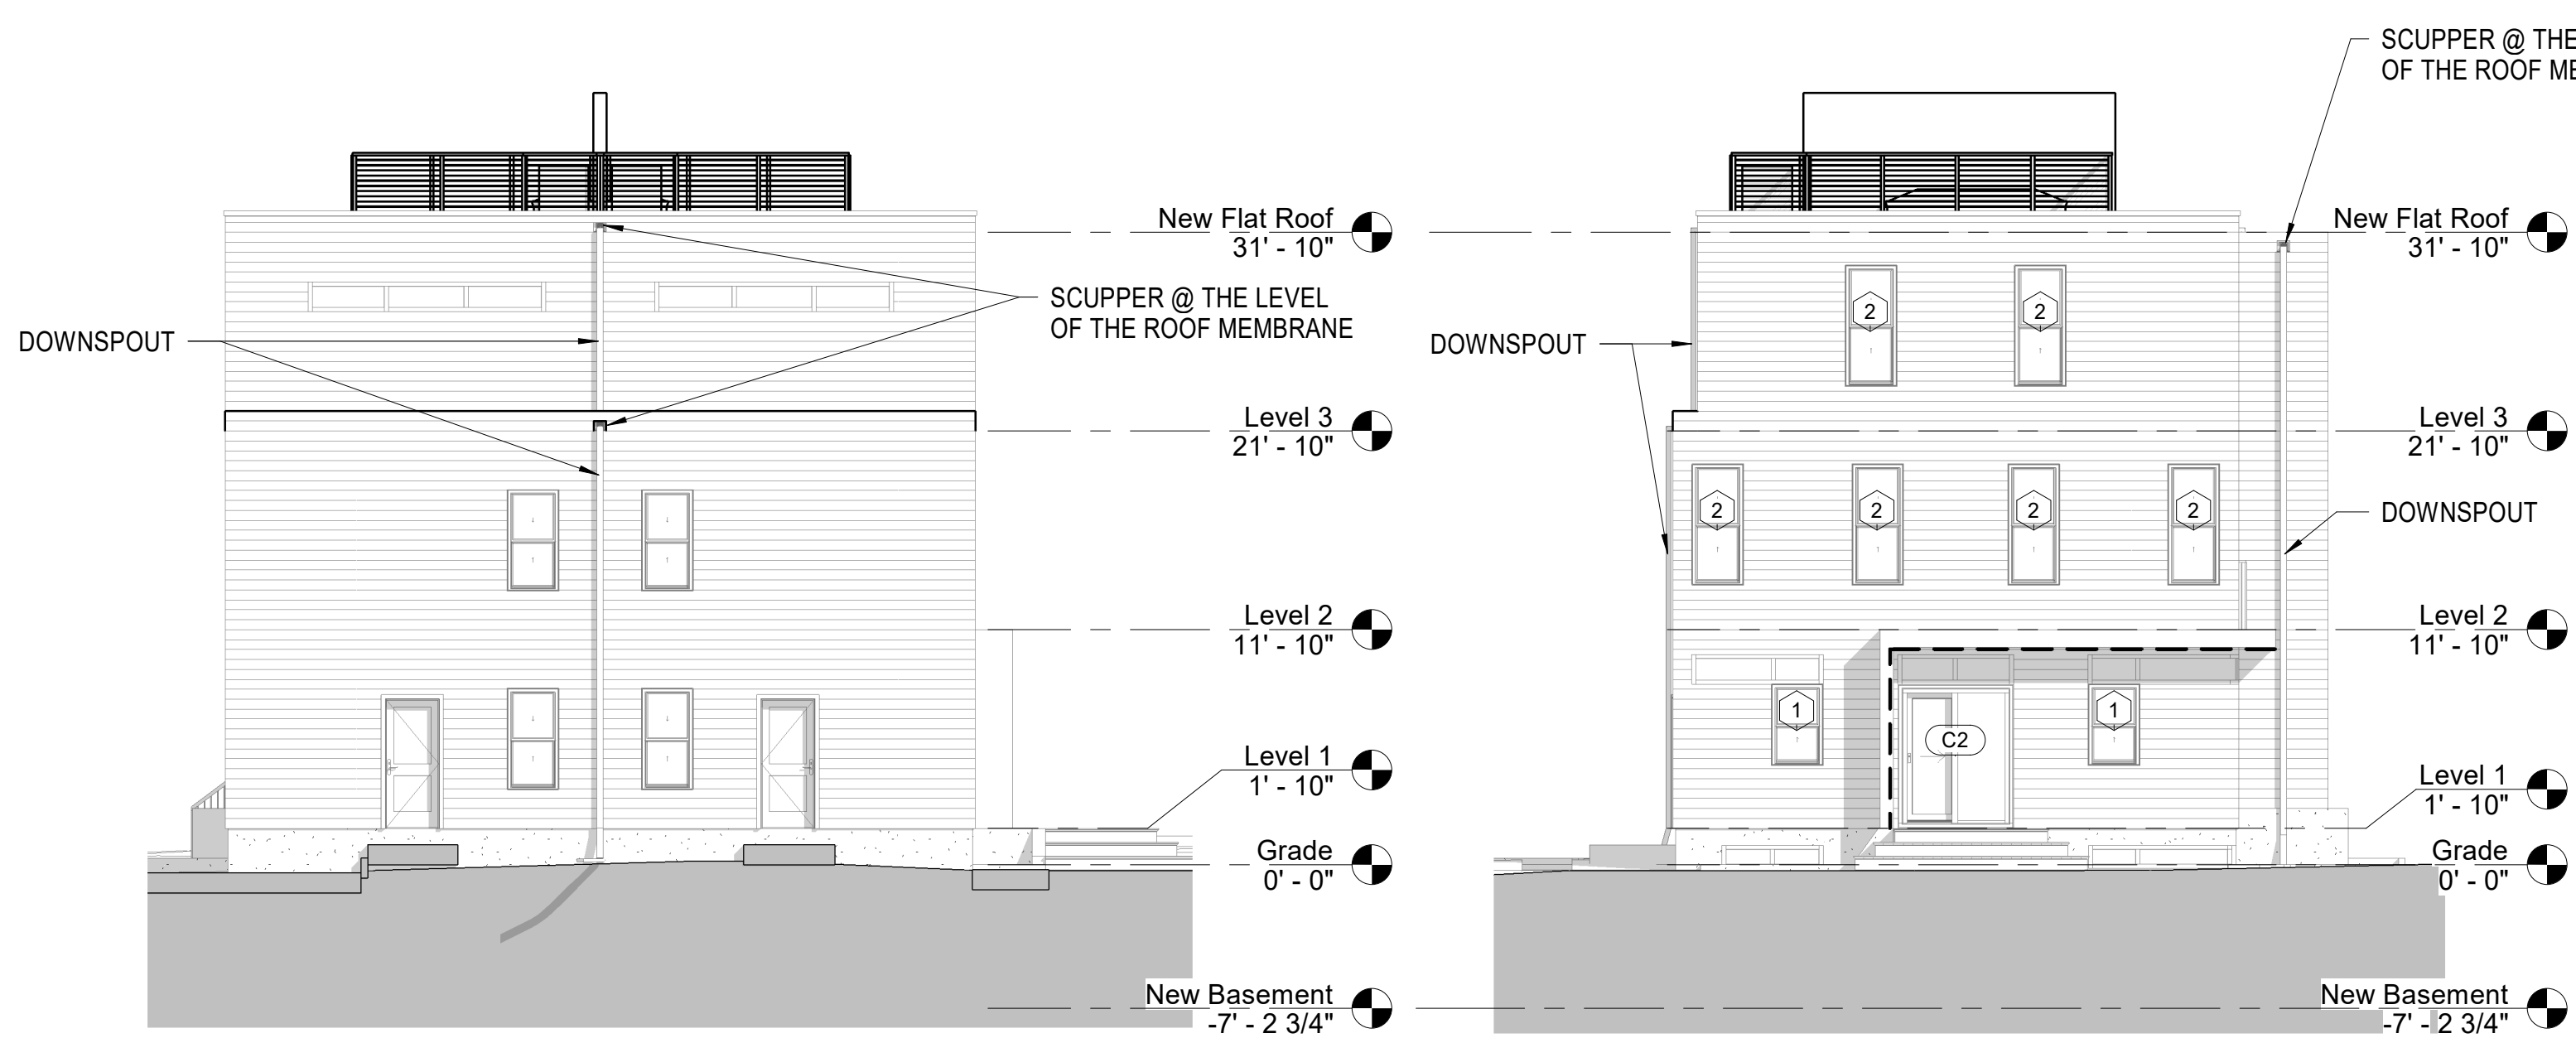 SCUPPER @ THE
OF THE ROOF ME
New Flat Roof
31' - 10"
SCUPPER @ THE LEVEL
OF THE ROOF MEMBRANE
DOWNSPOUT
Level 3
21' - 10"
Level 2
11' - 10"
Level 1
1' - 10"
Grade
0' - 0"
New Basement
-7' - 2 3/4"
New Flat Roof
31' - 10"
2
2
DOWNSPOUT
Level 3
21' - 10"
2
2
2
2
DOWNSPOUT
Level 2
11' - 10"
1
1
C2
Level 1
1' - 10"
Grade
0' - 0"
New Basement
-7' - 2 3/4"